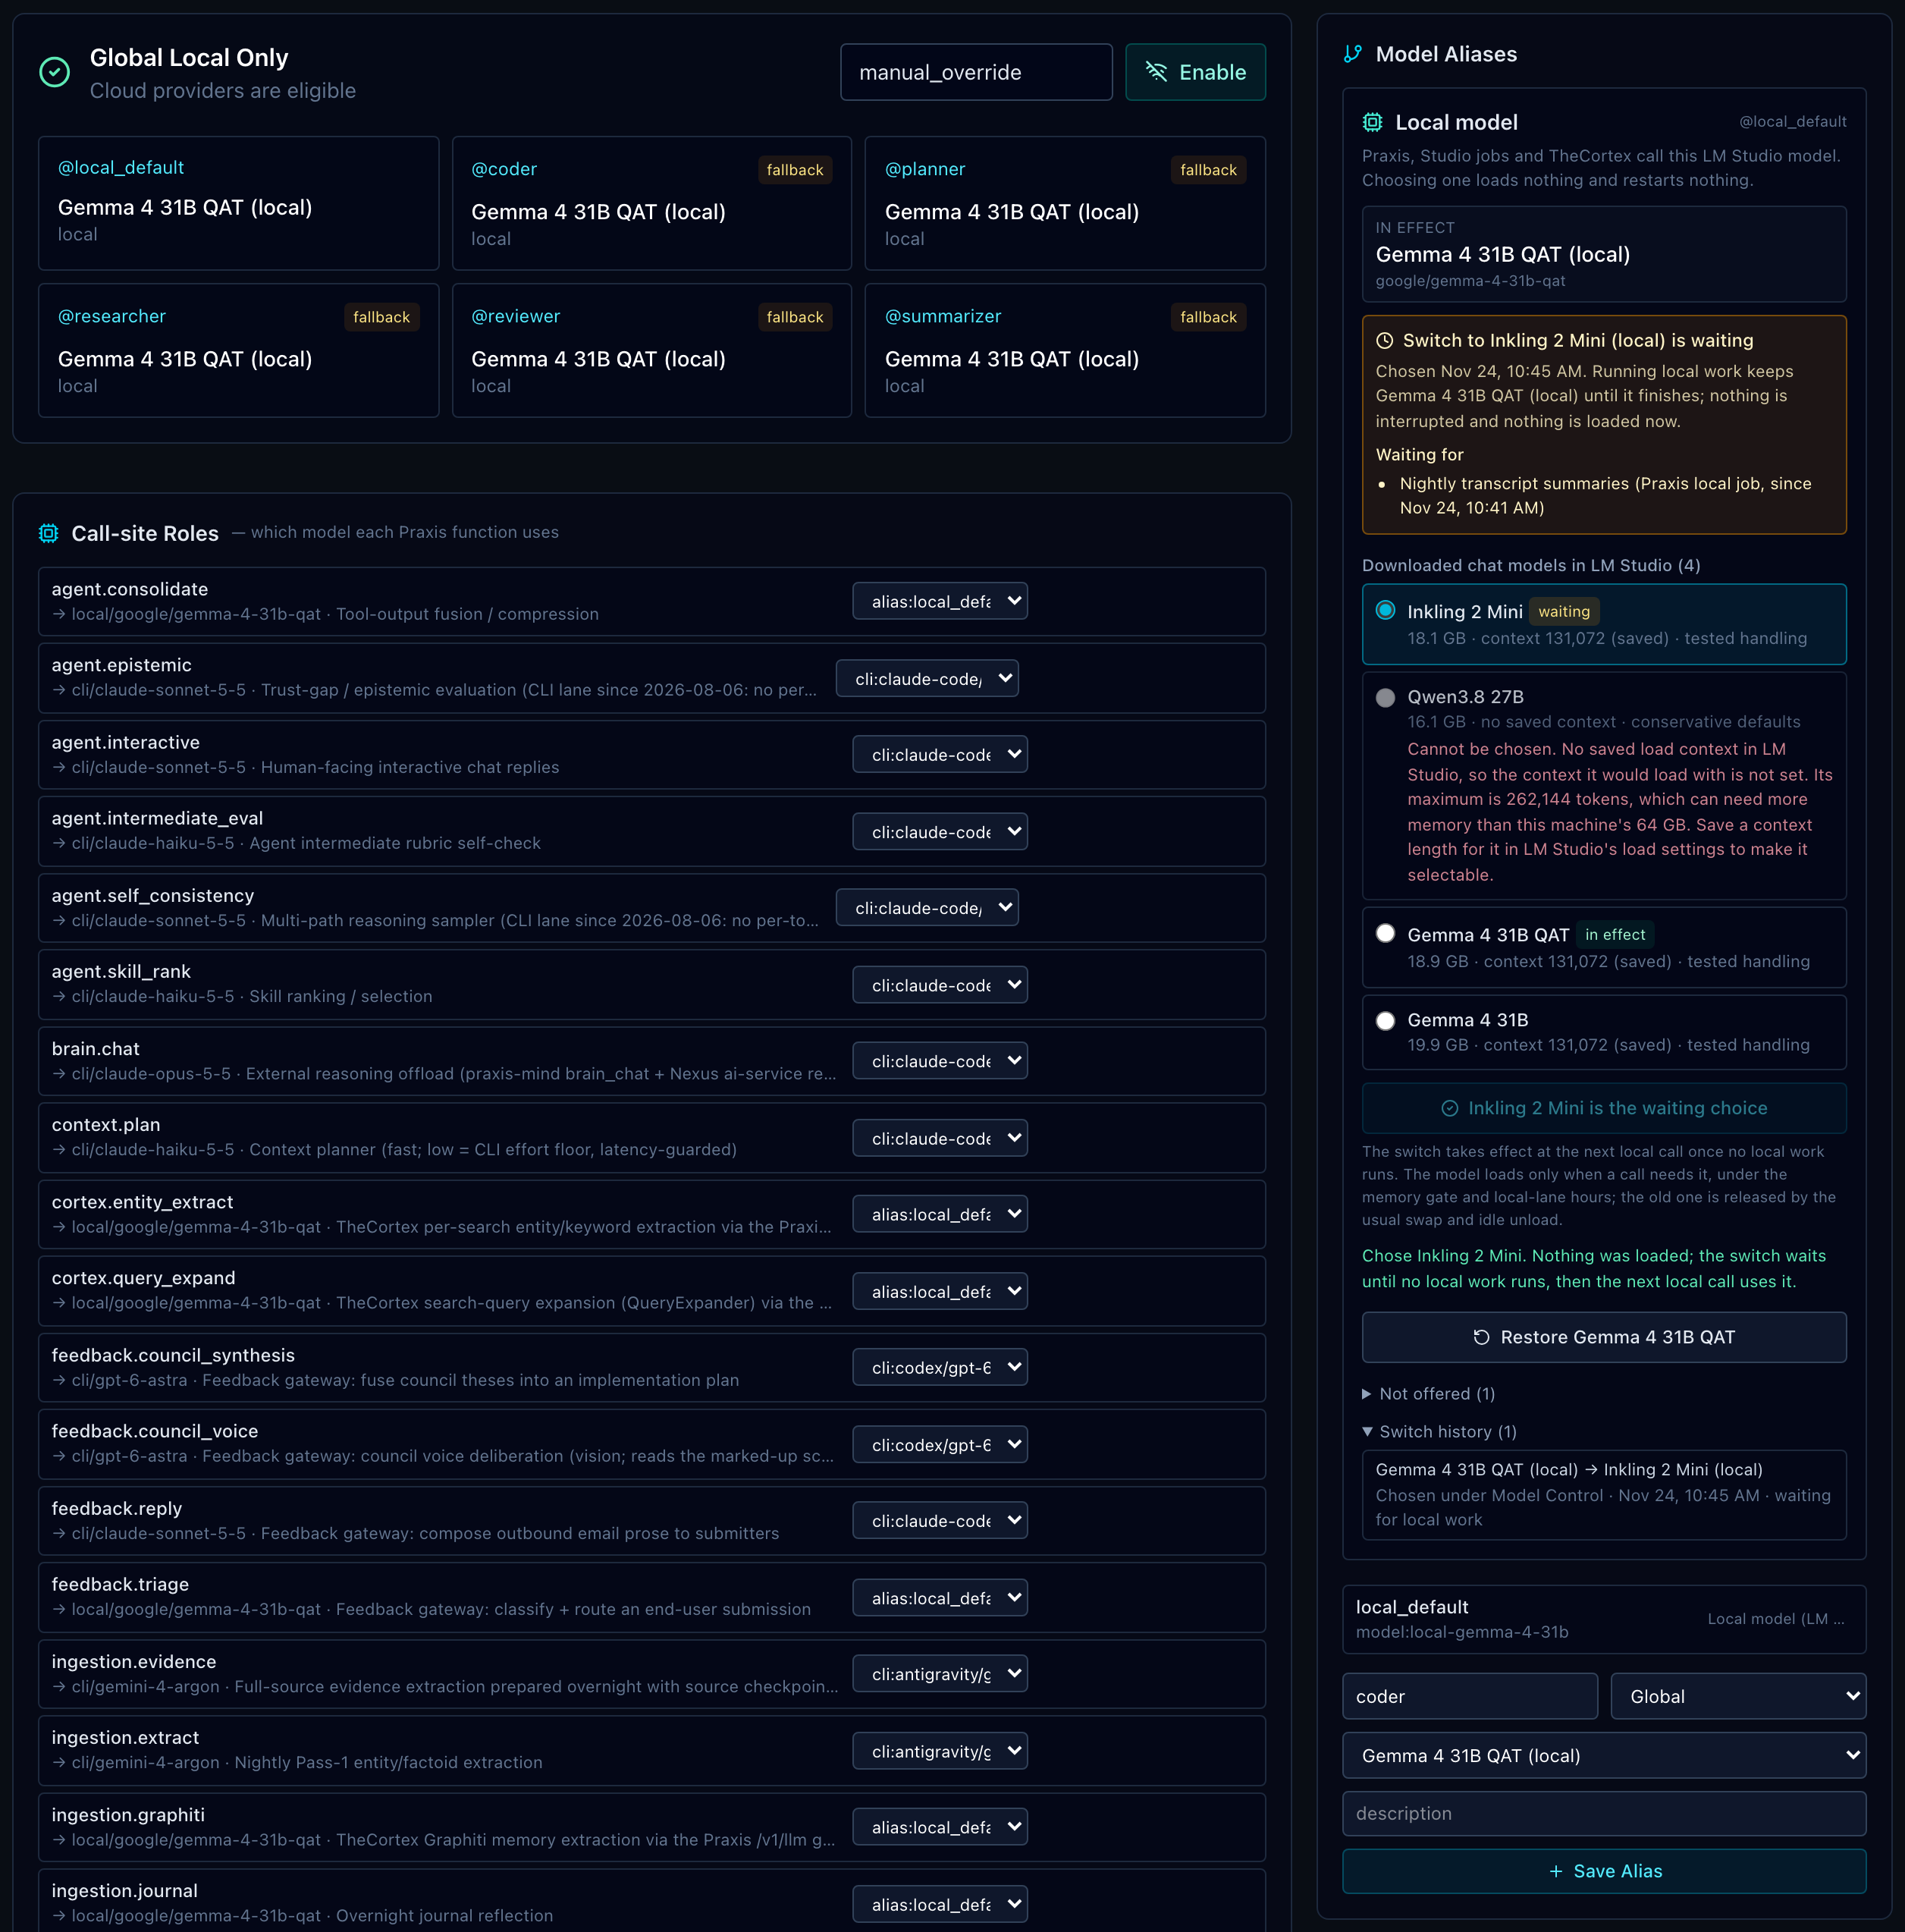 Global Local Only
Cloud providers are eligible
manual_override
Enable
@local_default
Gemma 4 31B QAT (local)
local
@coder
fallback
Gemma 4 31B QAT (local)
local
@planner
fallback
Gemma 4 31B QAT (local)
local
@researcher
fallback
Gemma 4 31B QAT (local)
local
@reviewer
fallback
Gemma 4 31B QAT (local)
local
@summarizer
fallback
Gemma 4 31B QAT (local)
local
Call-site Roles — which model each Praxis function uses
agent.consolidate
→ local/google/gemma-4-31b-qat · Tool-output fusion / compression
alias:local_defa
agent.epistemic
→ cli/claude-sonnet-5-5 · Trust-gap / epistemic evaluation (CLI lane since 2026-08-06: no per...
cli:claude-code/
agent.interactive
→ cli/claude-sonnet-5-5 · Human-facing interactive chat replies
cli:claude-code
agent.intermediate_eval
→ cli/claude-haiku-5-5 · Agent intermediate rubric self-check
cli:claude-code
agent.self_consistency
→ cli/claude-sonnet-5-5 · Multi-path reasoning sampler (CLI lane since 2026-08-06: no per-to...
cli:claude-code/
agent.skill_rank
→ cli/claude-haiku-5-5 · Skill ranking / selection
cli:claude-code
brain.chat
→ cli/claude-opus-5-5 · External reasoning offload (praxis-mind brain_chat + Nexus ai-service re...
cli:claude-code
context.plan
→ cli/claude-haiku-5-5 · Context planner (fast; low = CLI effort floor, latency-guarded)
cli:claude-code
cortex.entity_extract
→ local/google/gemma-4-31b-qat · TheCortex per-search entity/keyword extraction via the Praxi...
alias:local_defa
cortex.query_expand
→ local/google/gemma-4-31b-qat · TheCortex search-query expansion (QueryExpander) via the ...
alias:local_defa
feedback.council_synthesis
→ cli/gpt-6-astra · Feedback gateway: fuse council theses into an implementation plan
cli:codex/gpt-6
feedback.council_voice
→ cli/gpt-6-astra · Feedback gateway: council voice deliberation (vision; reads the marked-up sc...
cli:codex/gpt-6
feedback.reply
→ cli/claude-sonnet-5-5 · Feedback gateway: compose outbound email prose to submitters
cli:claude-code
feedback.triage
→ local/google/gemma-4-31b-qat · Feedback gateway: classify + route an end-user submission
alias:local_defa
ingestion.evidence
→ cli/gemini-4-argon · Full-source evidence extraction prepared overnight with source checkpoin...
cli:antigravity/g
ingestion.extract
→ cli/gemini-4-argon · Nightly Pass-1 entity/factoid extraction
cli:antigravity/g
ingestion.graphiti
→ local/google/gemma-4-31b-qat · TheCortex Graphiti memory extraction via the Praxis /v1/llm g...
alias:local_defa
ingestion.journal
→ local/google/gemma-4-31b-qat · Overnight journal reflection
alias:local_defa
Model Aliases
Local model
@local_default
Praxis, Studio jobs and TheCortex call this LM Studio model.
Choosing one loads nothing and restarts nothing.
IN EFFECT
Gemma 4 31B QAT (local)
google/gemma-4-31b-qat
Switch to Inkling 2 Mini (local) is waiting
Chosen Nov 24, 10:45 AM. Running local work keeps
Gemma 4 31B QAT (local) until it finishes; nothing is
interrupted and nothing is loaded now.
Waiting for
• Nightly transcript summaries (Praxis local job, since
Nov 24, 10:41 AM)
Downloaded chat models in LM Studio (4)
Inkling 2 Mini waiting
18.1 GB · context 131,072 (saved) · tested handling
Qwen3.8 27B
16.1 GB · no saved context · conservative defaults
Cannot be chosen. No saved load context in LM
Studio, so the context it would load with is not set. Its
maximum is 262,144 tokens, which can need more
memory than this machine's 64 GB. Save a context
length for it in LM Studio's load settings to make it
selectable.
Gemma 4 31B QAT in effect
18.9 GB · context 131,072 (saved) · tested handling
Gemma 4 31B
19.9 GB · context 131,072 (saved) · tested handling
Inkling 2 Mini is the waiting choice
The switch takes effect at the next local call once no local work
runs. The model loads only when a call needs it, under the
memory gate and local-lane hours; the old one is released by the
usual swap and idle unload.
Chose Inkling 2 Mini. Nothing was loaded; the switch waits
until no local work runs, then the next local call uses it.
Restore Gemma 4 31B QAT
Not offered (1)
Switch history (1)
Gemma 4 31B QAT (local) → Inkling 2 Mini (local)
Chosen under Model Control · Nov 24, 10:45 AM · waiting
for local work
local_default
model:local-gemma-4-31b
Local model (LM ...
coder
Global
Gemma 4 31B QAT (local)
description
+ Save Alias